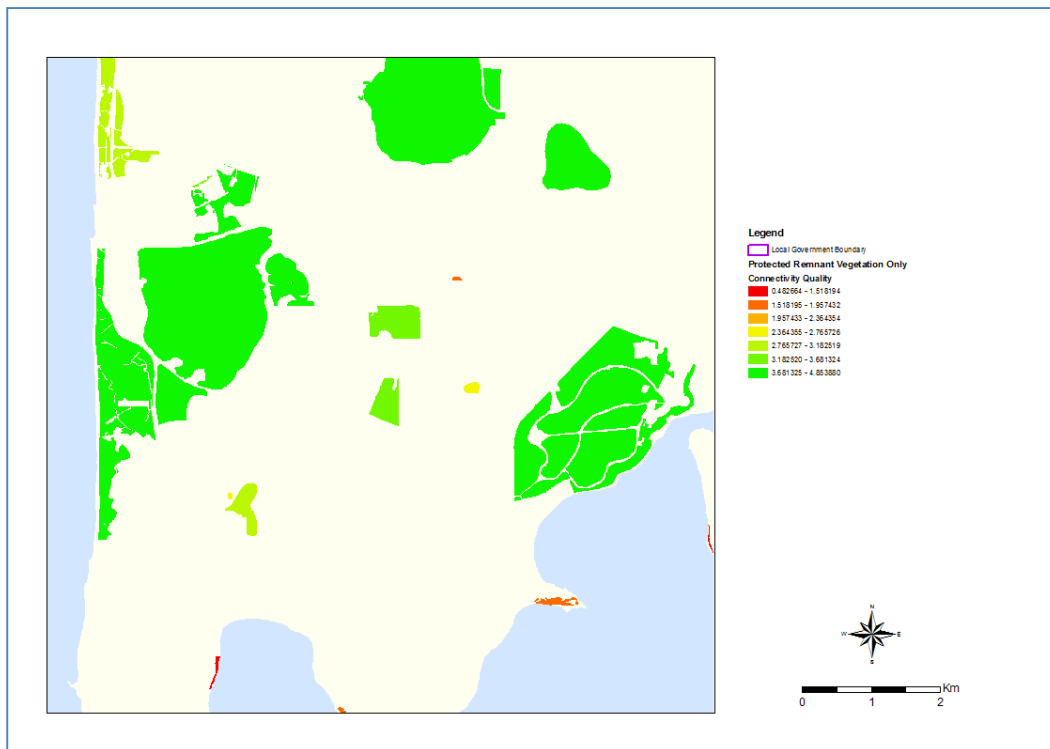 Legend
Local Government Boundary
Protected Remnant Vegetation Only
Connectivity Quality
0.482664 - 1.518194
1.518195 - 1.957432
1.957433 - 2.364354
2.364355 - 2.765726
2.765727 - 3.182519
3.182520 - 3.681324
3.681325 - 4.853880
N
W E
S
Km
0 1 2